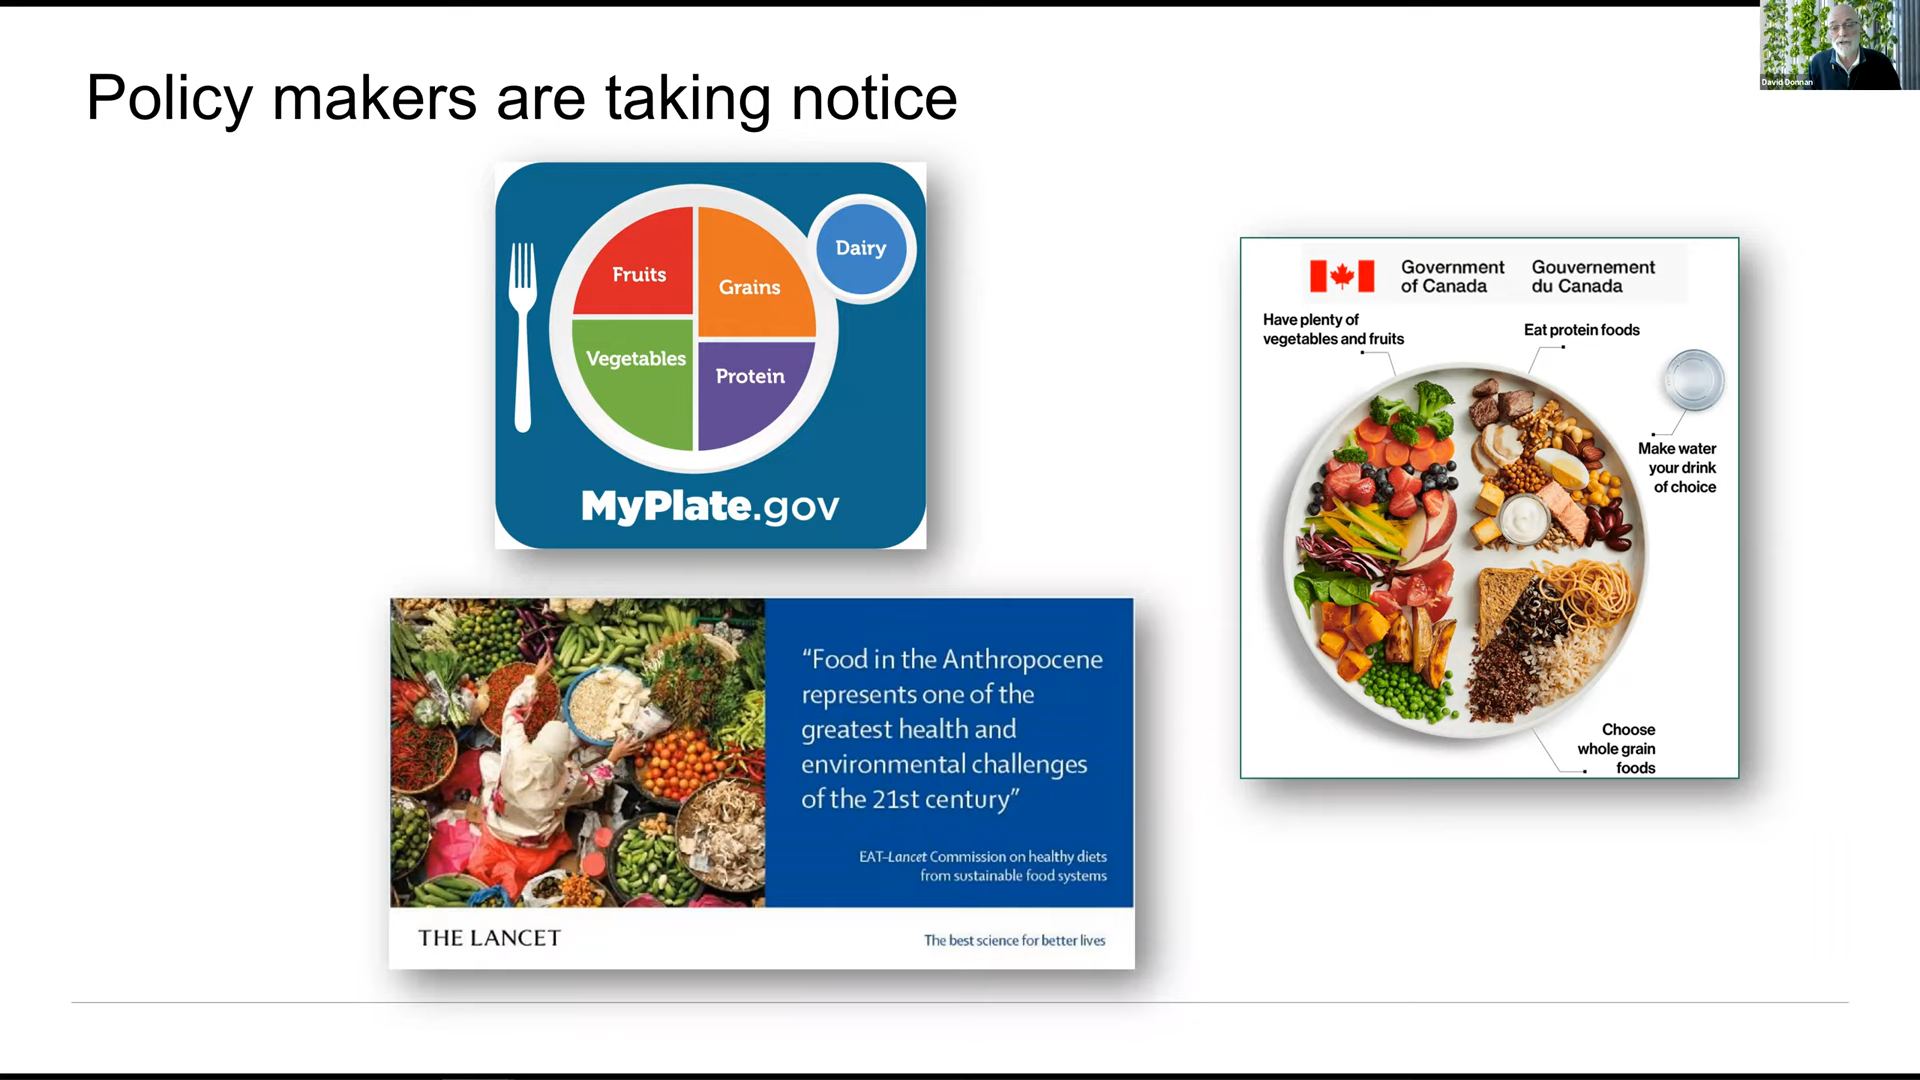 David Donnan
Policy makers are taking notice
Fruits
Grains
Dairy
Vegetables
Protein
MyPlate.gov
Government
of Canada
Gouvernement
du Canada
Have plenty of
vegetables and fruits
Eat protein foods
Make water
your drink
of choice
Choose
whole grain
foods
“Food in the Anthropocene
represents one of the
greatest health and
environmental challenges
of the 21st century”
EAT–Lancet Commission on healthy diets
from sustainable food systems
THE LANCET
The best science for better lives